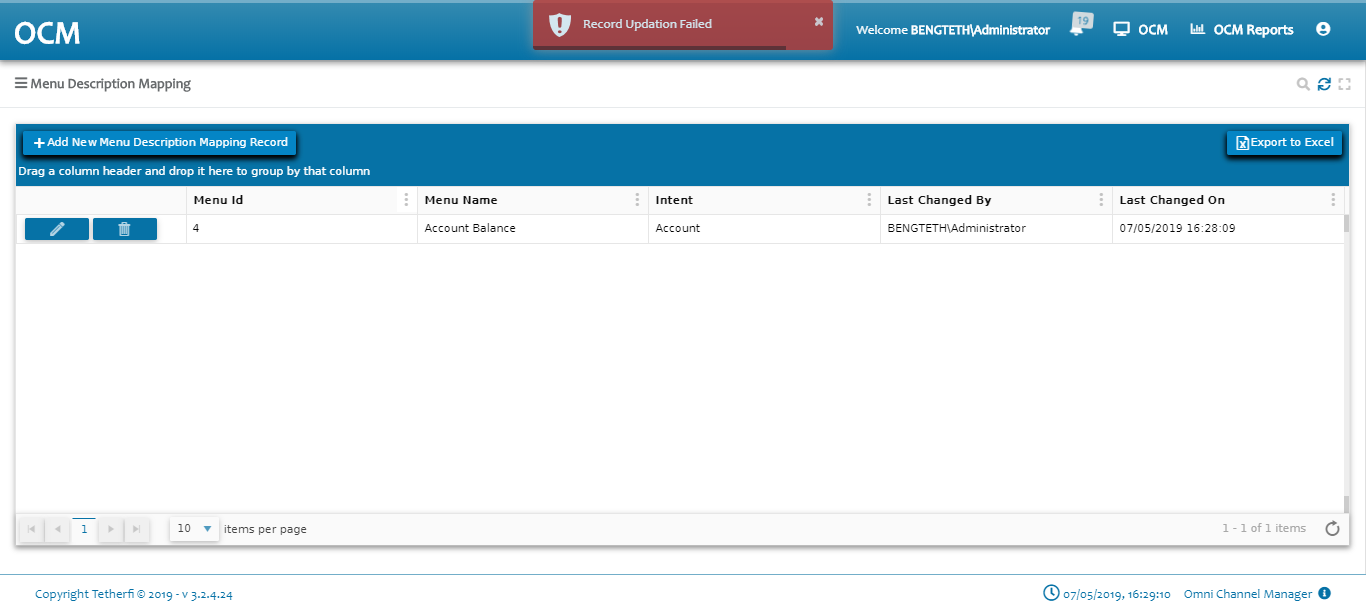 OCM
Record Updation Failed
Welcome BENGTETH\Administrator
19
OCM
OCM Reports
Menu Description Mapping
Add New Menu Description Mapping Record
Export to Excel
Drag a column header and drop it here to group by that column
Menu Id Menu Name Intent Last Changed By Last Changed On
4 Account Balance Account BENGTETH\Administrator 07/05/2019 16:28:09
1 10 items per page 1 - 1 of 1 items
Copyright Tetherfi © 2019 - v 3.2.4.24 07/05/2019, 16:29:10 Omni Channel Manager